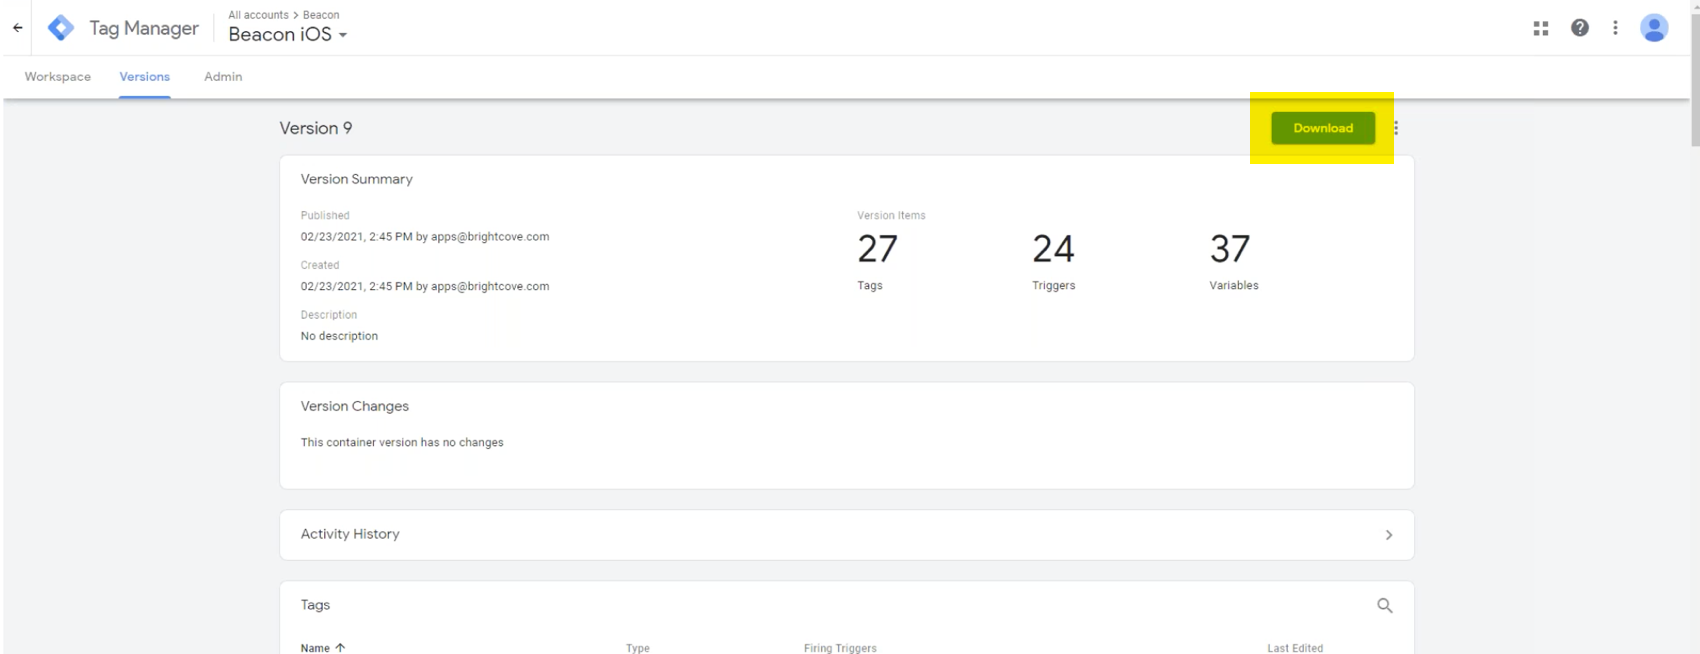 All accounts > Beacon
Tag Manager
Beacon iOS
Workspace Versions Admin
Version 9
Download
Version Summary
Published
02/23/2021, 2:45 PM by apps@brightcove.com
Created
02/23/2021, 2:45 PM by apps@brightcove.com
Description
No description
Version Items
27 24 37
Tags Triggers Variables
Version Changes
This container version has no changes
Activity History
Tags
Name ↑ Type Firing Triggers Last Edited